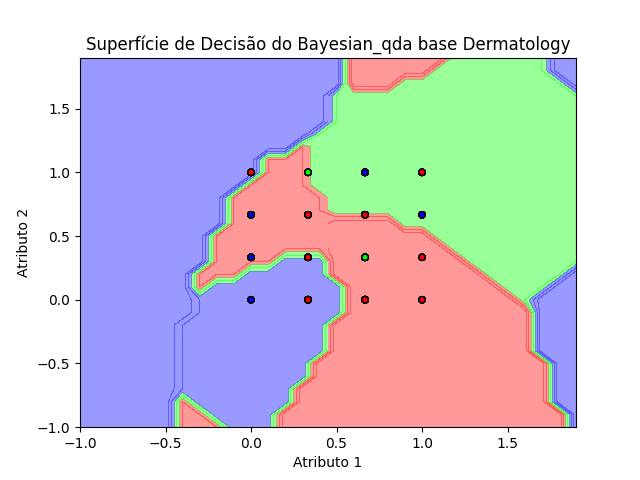 Superfície de Decisão do Bayesian_qda base Dermatology
1.5
1.0
0.5
0.0
−0.5
−1.0
Atributo 2
−1.0 −0.5 0.0 0.5 1.0 1.5
Atributo 1